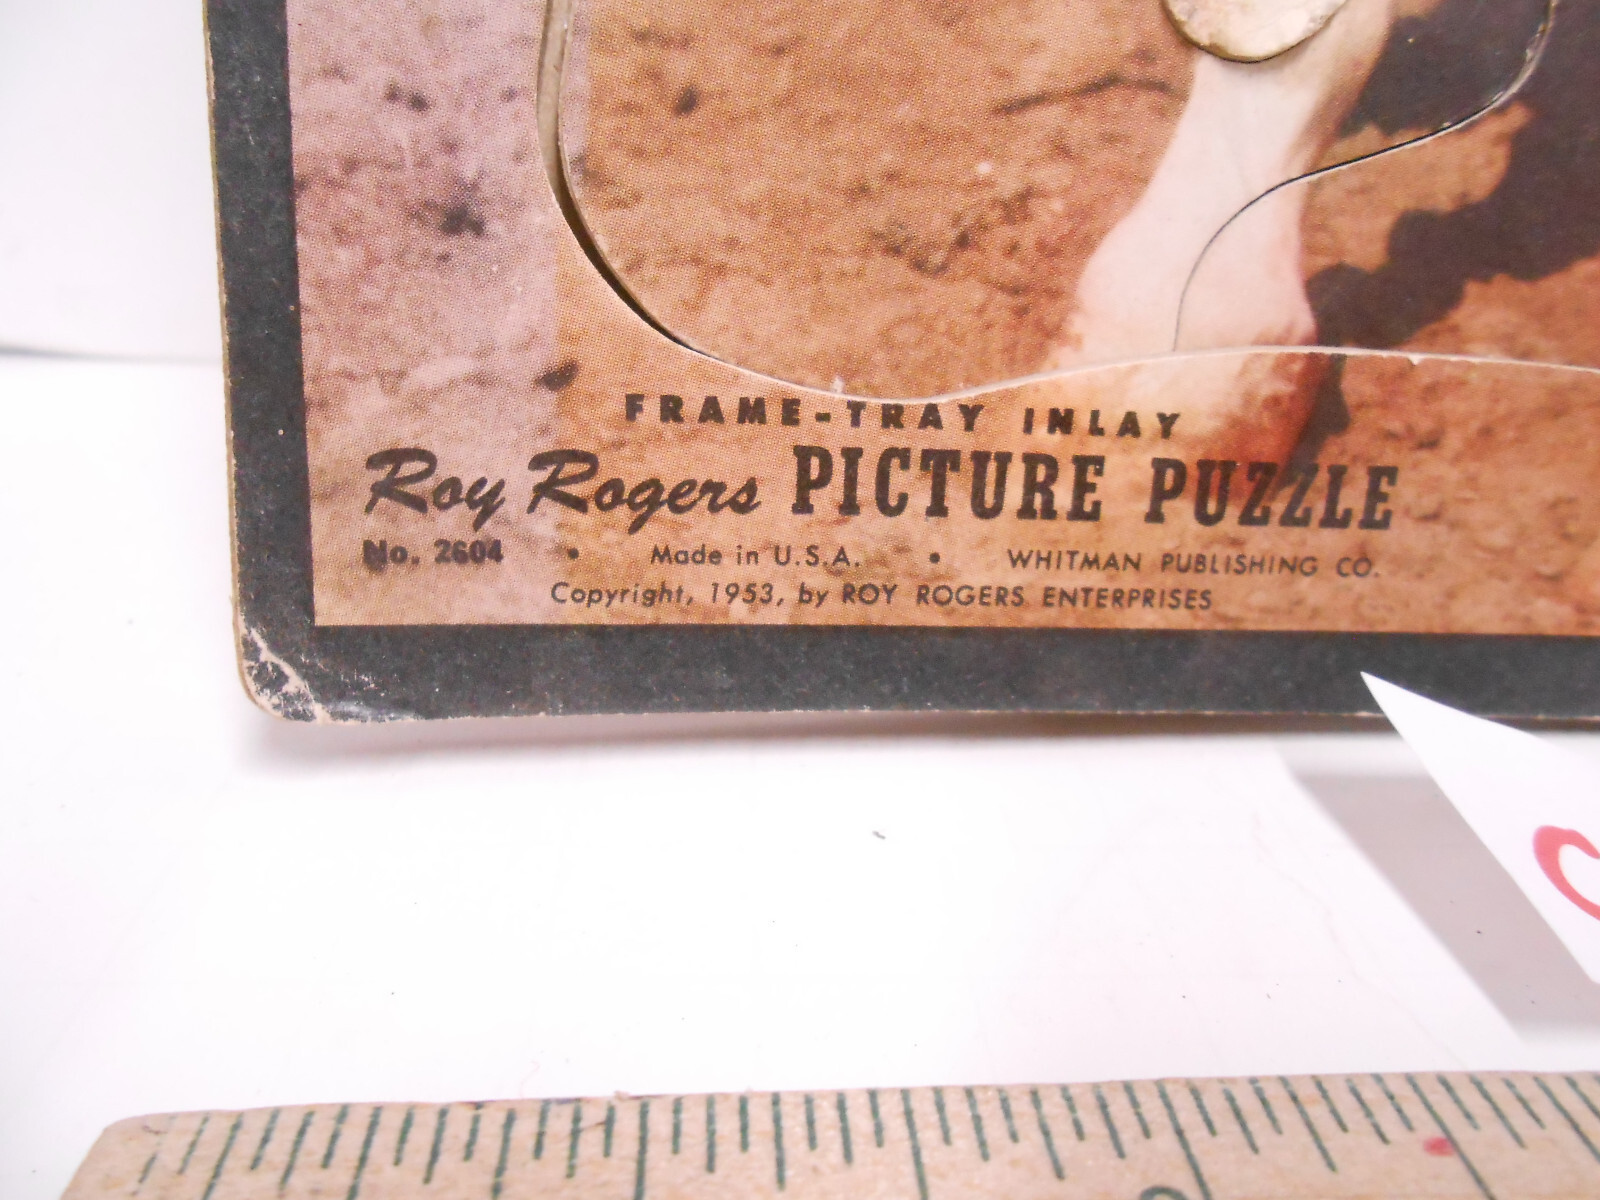 FRAME-TRAY INLAY
Roy Rogers PICTURE PUZZLE
No. 2604 • Made in U.S.A. • WHITMAN PUBLISHING CO.
Copyright, 1953, by ROY ROGERS ENTERPRISES